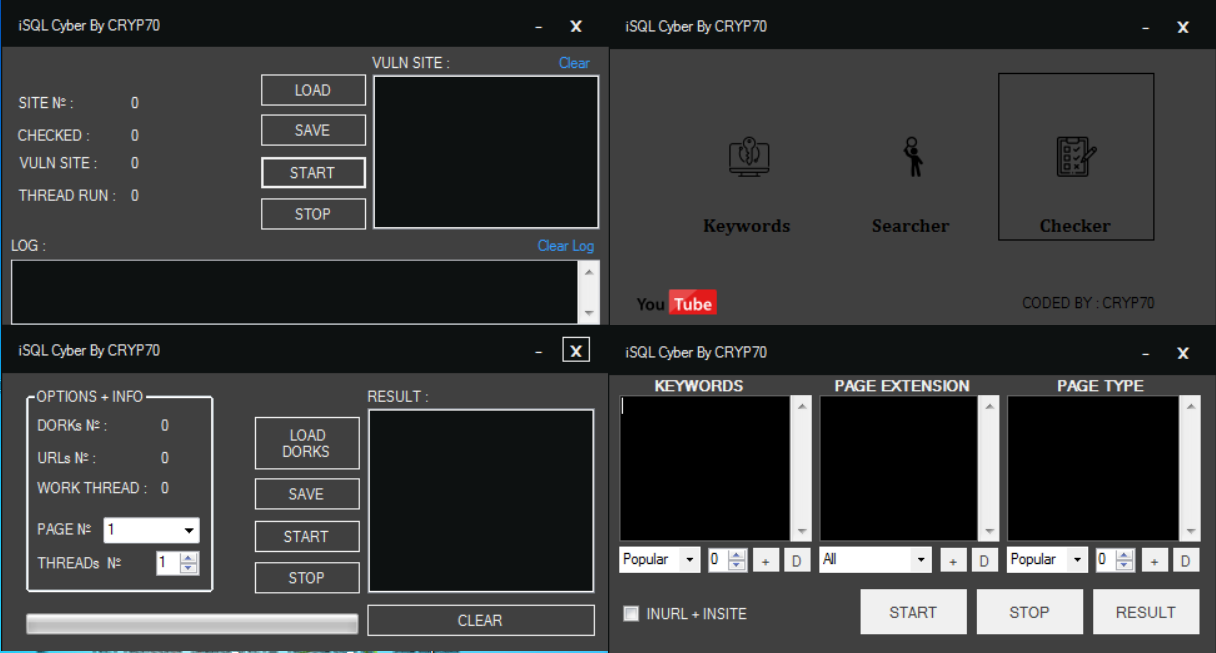 iSQL Cyber By CRYP70
- X
VULN SITE :
Clear
SITE Nº :
0
CHECKED :
0
VULN SITE :
0
THREAD RUN :
0
LOAD
SAVE
START
STOP
LOG :
Clear Log
iSQL Cyber By CRYP70
- X
Keywords
Searcher
Checker
You Tube
CODED BY : CRYP70
iSQL Cyber By CRYP70
- X
OPTIONS + INFO
DORKs Nº :
0
URLs Nº :
0
WORK THREAD :
0
PAGE Nº
1
THREADs Nº
1
LOAD
DORKS
SAVE
START
STOP
RESULT :
CLEAR
iSQL Cyber By CRYP70
- X
KEYWORDS
PAGE EXTENSION
PAGE TYPE
Popular
0
+
D
All
+
D
Popular
0
+
D
INURL + INSITE
START
STOP
RESULT